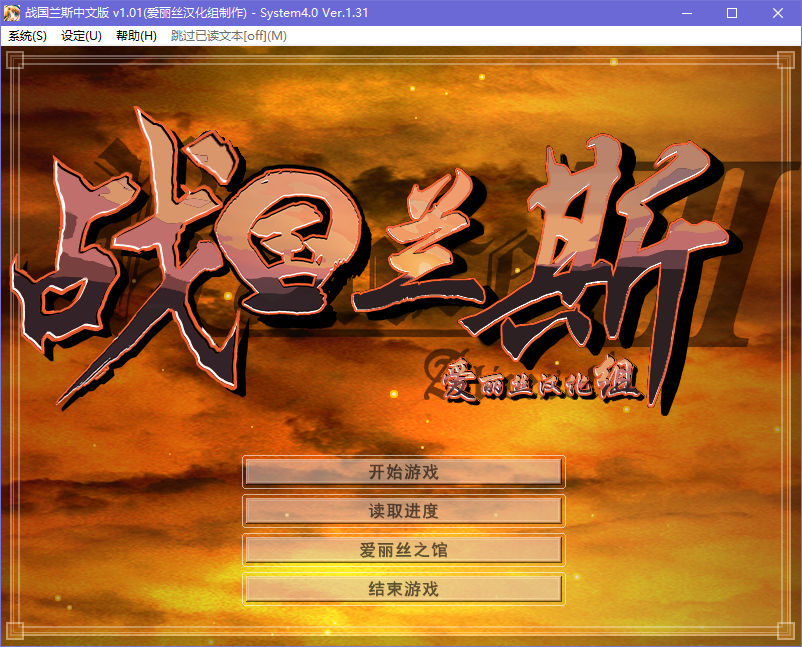 战国兰斯中文版 v1.01(爱丽丝汉化组制作) - System4.0 Ver.1.31
系统(S) 设定(U) 帮助(H) 跳过已读文本[off](M)
战国兰斯
爱丽丝汉化组
开始游戏
读取进度
爱丽丝之馆
结束游戏